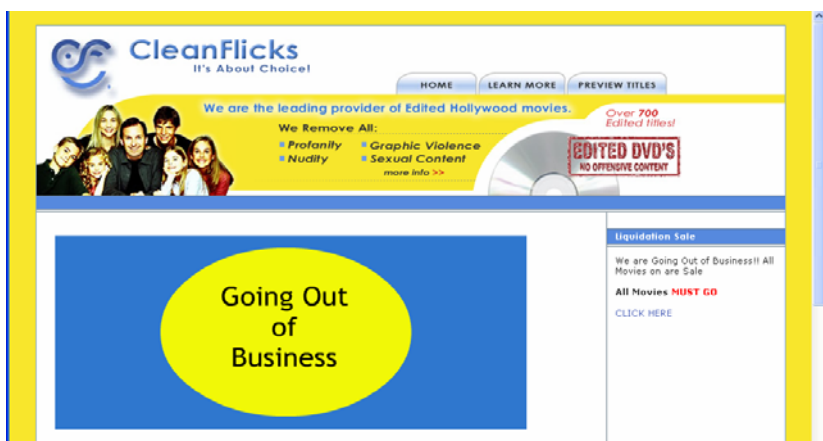 CleanFlicks
It's About Choice!
HOME
LEARN MORE
PREVIEW TITLES
We are the leading provider of Edited Hollywood movies.
Over 700
Edited titles!
We Remove All:
Profanity
Graphic Violence
Nudity
Sexual Content
more info >>
EDITED DVD'S
NO OFFENSIVE CONTENT
Liquidation Sale
We are Going Out of Business!! All
Movies on are Sale
All Movies MUST GO
CLICK HERE
Going Out
of
Business